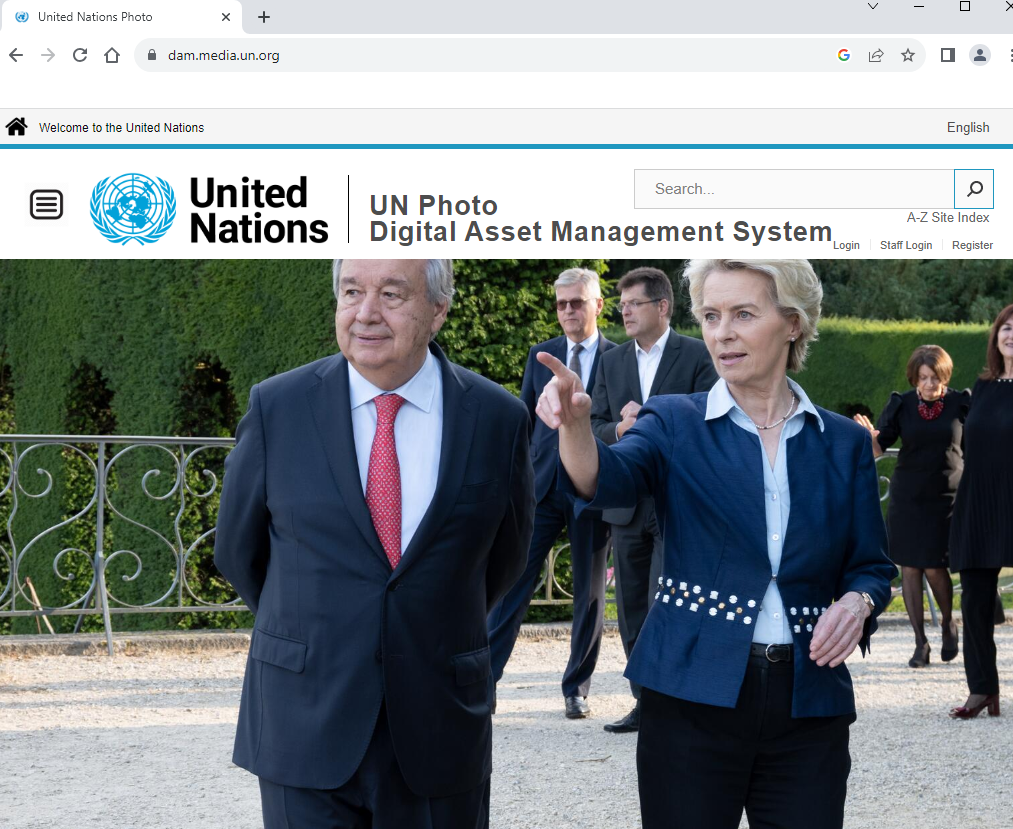 United Nations Photo
dam.media.un.org
Welcome to the United Nations
English
United
Nations
UN Photo
Digital Asset Management System
Search...
A-Z Site Index
Login
Staff Login
Register